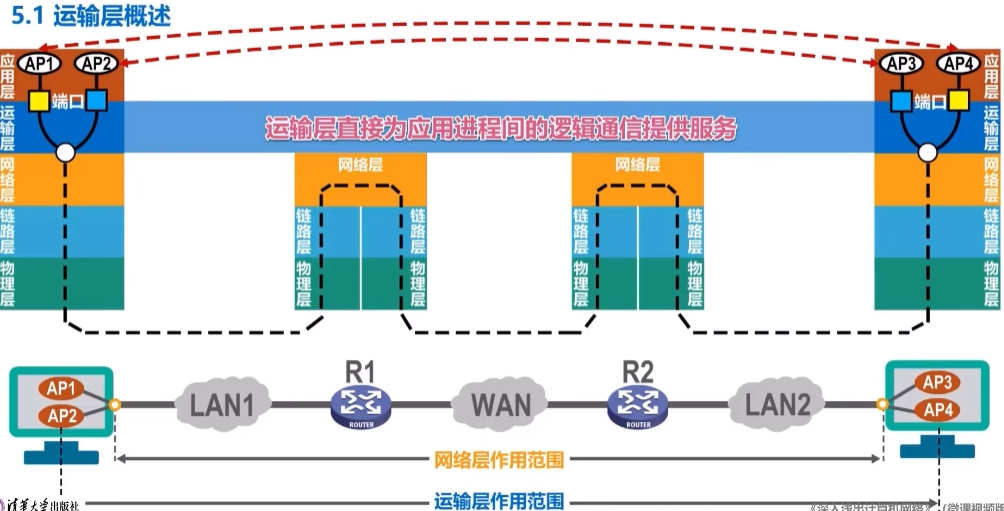 5.1 运输层概述
AP1 AP2 AP3 AP4
应用层 端口 端口 应用层
运输层 运输层直接为应用进程间的逻辑通信提供服务 运输层
网络层 网络层 网络层 网络层
链路层 链路层 链路层 链路层 链路层 链路层
物理层 物理层 物理层 物理层 物理层 物理层
R1 R2
AP1 AP3
AP2 LAN1 WAN LAN2 AP4
ROUTER ROUTER
网络层作用范围
运输层作用范围
清华大学出版社 《深入浅出计算机网络》(微课视频版